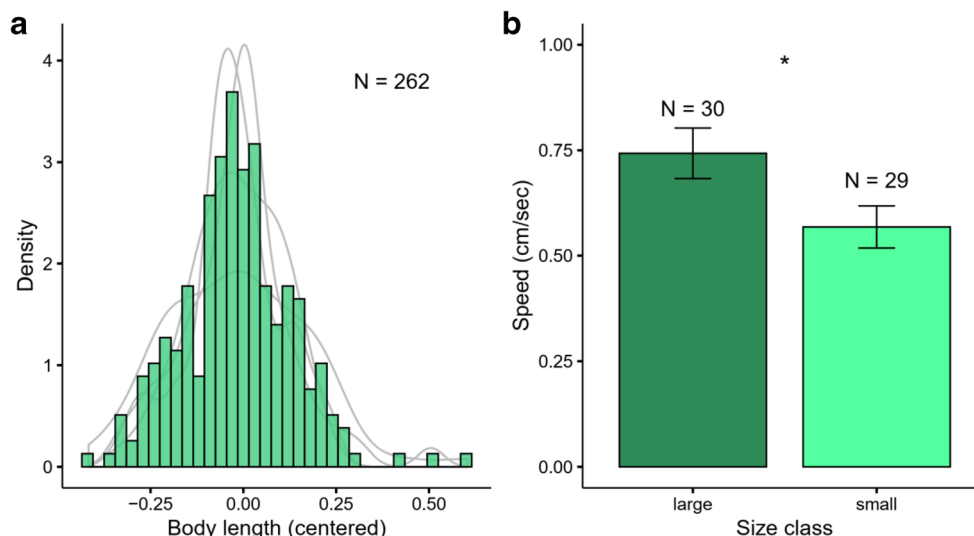 a
N = 262
Density
4
3
2
1
0
−0.25
0.00
0.25
0.50
Body length (centered)
b
*
N = 30
N = 29
Speed (cm/sec)
1.00
0.75
0.50
0.25
0.00
large
small
Size class